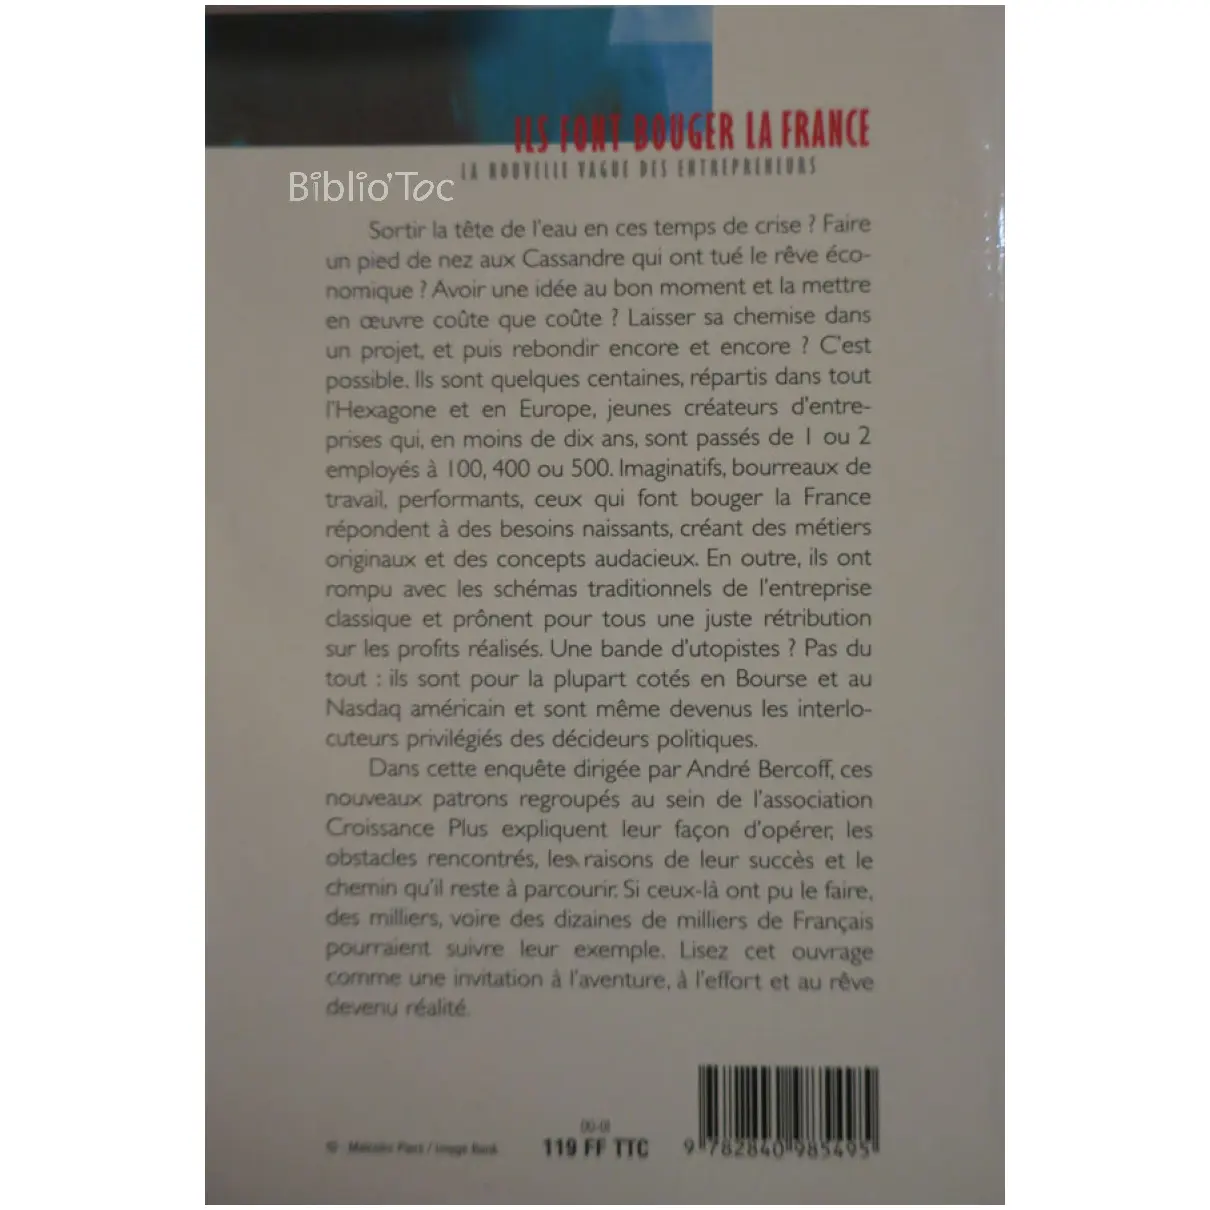 ILS FONT BOUGER LA FRANCE
LA NOUVELLE VAGUE DES ENTREPRENEURS
Biblio'Toc
Sortir la tête de l'eau en ces temps de crise ? Faire
un pied de nez aux Cassandre qui ont tué le rêve éco-
nomique ? Avoir une idée au bon moment et la mettre
en œuvre coûte que coûte ? Laisser sa chemise dans
un projet, et puis rebondir encore et encore ? C'est
possible. Ils sont quelques centaines, répartis dans tout
l'Hexagone et en Europe, jeunes créateurs d'entre-
prises qui, en moins de dix ans, sont passés de 1 ou 2
employés à 100, 400 ou 500. Imaginatifs, bourreaux de
travail, performants, ceux qui font bouger la France
répondent à des besoins naissants, créant des métiers
originaux et des concepts audacieux. En outre, ils ont
rompu avec les schémas traditionnels de l'entreprise
classique et prônent pour tous une juste rétribution
sur les profits réalisés. Une bande d'utopistes ? Pas du
tout : ils sont pour la plupart cotés en Bourse et au
Nasdaq américain et sont même devenus les interlo-
cuteurs privilégiés des décideurs politiques.
Dans cette enquête dirigée par André Bercoff, ces
nouveaux patrons regroupés au sein de l'association
Croissance Plus expliquent leur façon d'opérer, les
obstacles rencontrés, les raisons de leur succès et le
chemin qu'il reste à parcourir. Si ceux-là ont pu le faire,
des milliers, voire des dizaines de milliers de Français
pourraient suivre leur exemple. Lisez cet ouvrage
comme une invitation à l'aventure, à l'effort et au rêve
devenu réalité.
00-01
© Malcolm / Image Bank
119 FF TTC
9 782840 985495